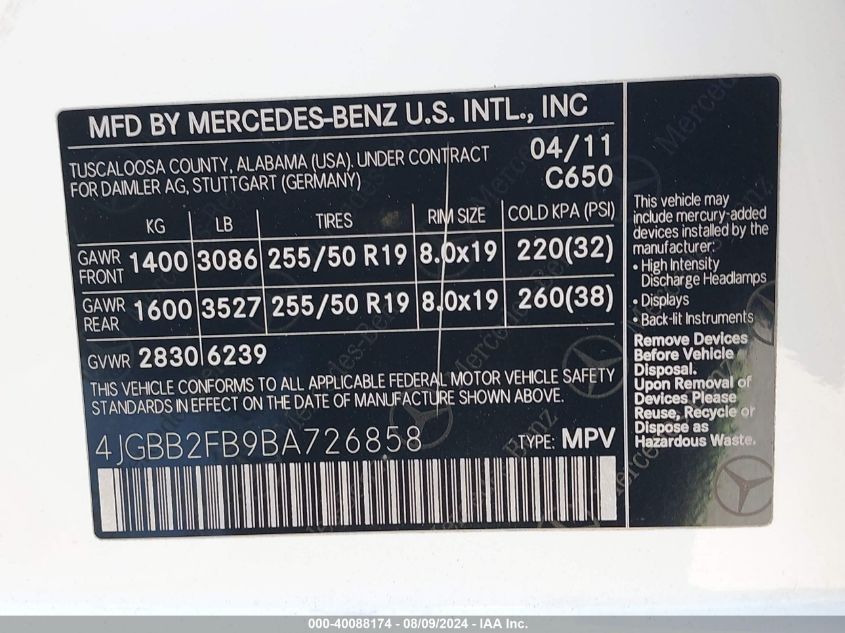 MFD BY MERCEDES-BENZ U.S. INTL., INC
TUSCALOOSA COUNTY, ALABAMA (USA). UNDER CONTRACT
FOR DAIMLER AG, STUTTGART (GERMANY)
04/11
C650
KG LB TIRES RIM SIZE COLD KPA (PSI)
GAWR FRONT 1400 3086 255/50 R19 8.0x19 220(32)
GAWR REAR 1600 3527 255/50 R19 8.0x19 260(38)
GVWR 2830 6239
THIS VEHICLE CONFORMS TO ALL APPLICABLE FEDERAL MOTOR VEHICLE SAFETY
STANDARDS IN EFFECT ON THE DATE OF MANUFACTURE SHOWN ABOVE.
4JGBB2FB9BA726858 TYPE: MPV
This vehicle may
include mercury-added
devices installed by the
manufacturer:
• High Intensity
Discharge Headlamps
• Displays
• Back-lit Instruments
Remove Devices
Before Vehicle
Disposal.
Upon Removal of
Devices Please
Reuse, Recycle or
Dispose as
Hazardous Waste.
000-40088174 - 08/09/2024 - IAA Inc.